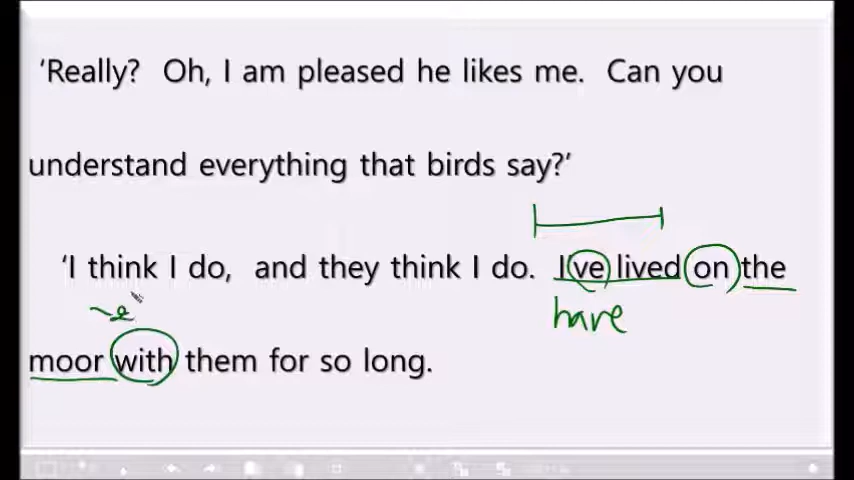 ‘Really? Oh, I am pleased he likes me. Can you
understand everything that birds say?’
‘I think I do, and they think I do. I’ve lived on the
have
moor with them for so long.